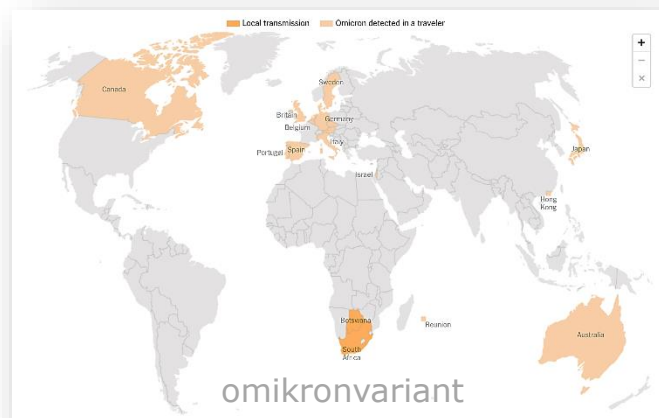 Local transmission
Omicron detected in a traveler
+
−
×
Canada
Sweden
Britain
Germany
Belgium
Italy
Portugal
Spain
Israel
Japan
Hong
Kong
Botswana
Reunion
South
Africa
Australia
omikronvariant